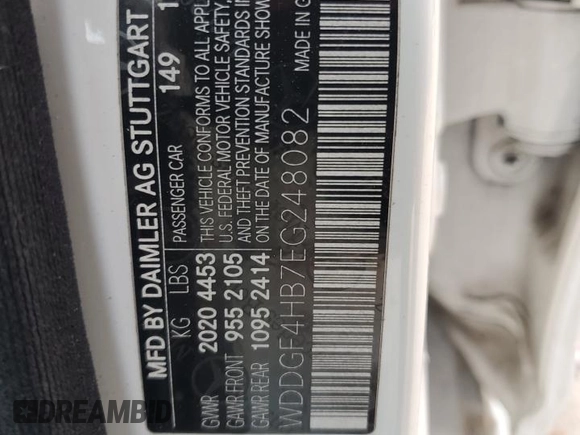 MFD BY DAIMLER AG STUTTGART
149 1
KG LBS PASSENGER CAR
GVWR 2020 4453
GAWR FRONT 955 2105
GAWR REAR 1095 2414
THIS VEHICLE CONFORMS TO ALL APPL
U.S. FEDERAL MOTOR VEHICLE SAFETY,
AND THEFT PREVENTION STANDARDS IN
ON THE DATE OF MANUFACTURE SHOW
WDDGF4HB7EG248082
MADE IN G
DREAMBID